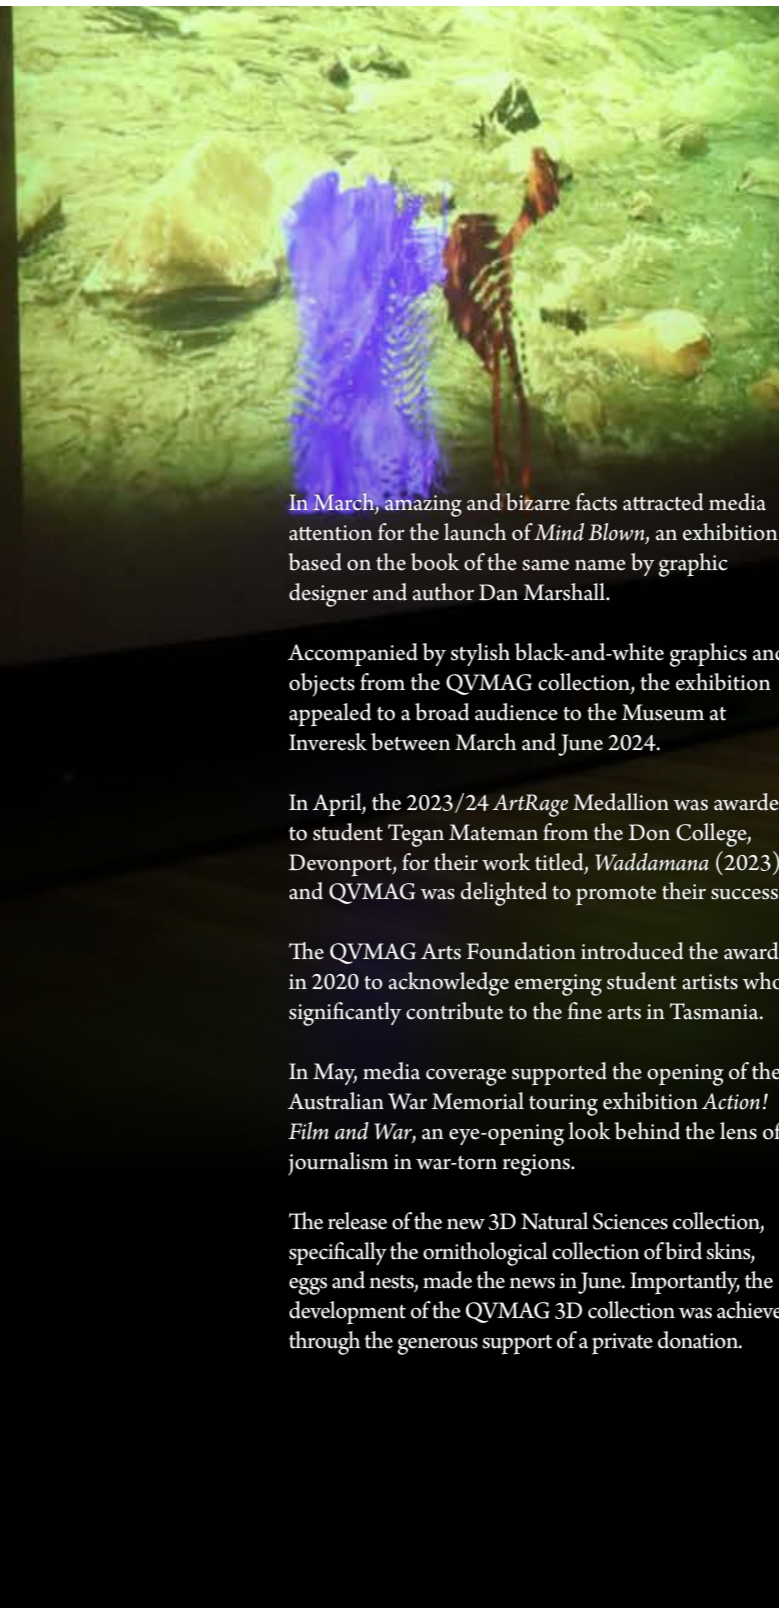 In March, amazing and bizarre facts attracted media
attention for the launch of Mind Blown, an exhibition
based on the book of the same name by graphic
designer and author Dan Marshall.
Accompanied by stylish black-and-white graphics and
objects from the QVMAG collection, the exhibition
appealed to a broad audience to the Museum at
Inveresk between March and June 2024.
In April, the 2023/24 ArtRage Medallion was awarde
to student Tegan Mateman from the Don College,
Devonport, for their work titled, Waddamana (2023)
and QVMAG was delighted to promote their success
The QVMAG Arts Foundation introduced the award
in 2020 to acknowledge emerging student artists who
significantly contribute to the fine arts in Tasmania.
In May, media coverage supported the opening of the
Australian War Memorial touring exhibition Action!
Film and War, an eye-opening look behind the lens of
journalism in war-torn regions.
The release of the new 3D Natural Sciences collection,
specifically the ornithological collection of bird skins,
eggs and nests, made the news in June. Importantly, the
development of the QVMAG 3D collection was achieve
through the generous support of a private donation.